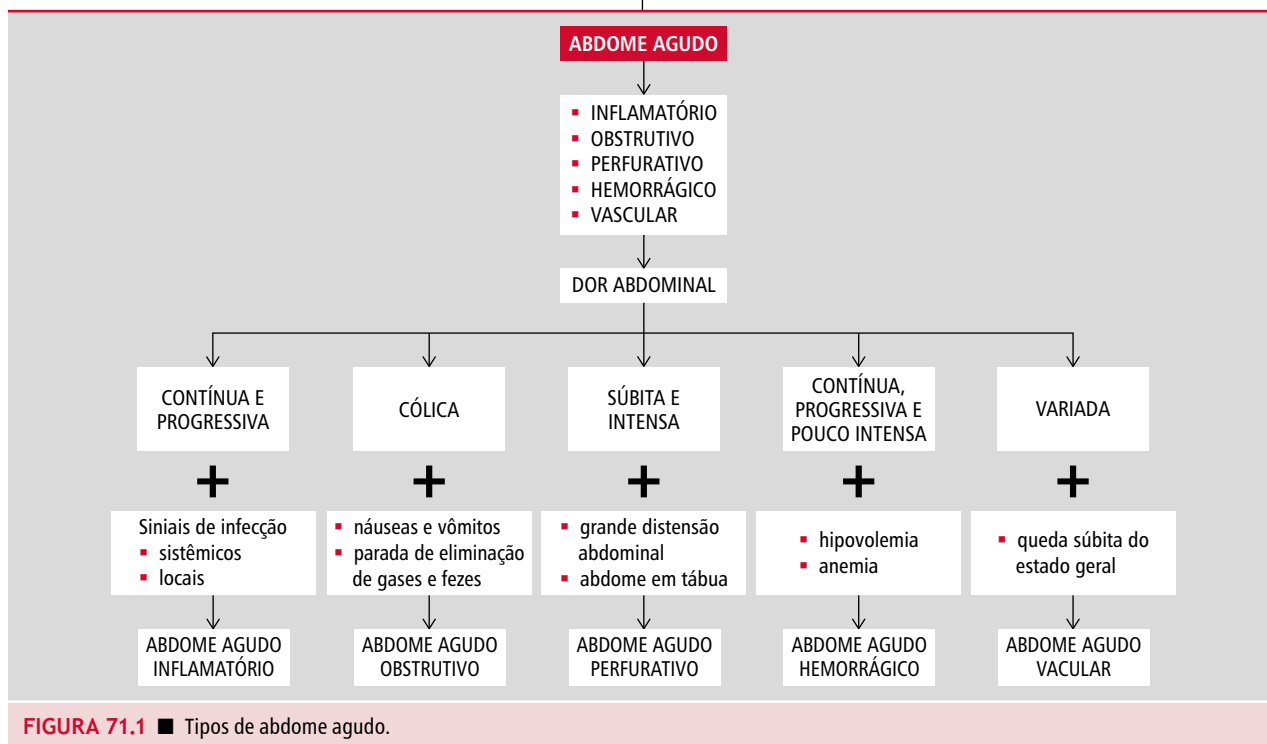 ABDOME AGUDO
▪ INFLAMATÓRIO
▪ OBSTRUTIVO
▪ PERFURATIVO
▪ HEMORRÁGICO
▪ VASCULAR
DOR ABDOMINAL
CONTÍNUA E
PROGRESSIVA
+
Siniais de infecção
▪ sistêmicos
▪ locais
ABDOME AGUDO
INFLAMATÓRIO
CÓLICA
+
▪ náuseas e vômitos
▪ parada de eliminação
de gases e fezes
ABDOME AGUDO
OBSTRUTIVO
SÚBITA E
INTENSA
+
▪ grande distensão
abdominal
▪ abdome em tábua
ABDOME AGUDO
PERFURATIVO
CONTÍNUA,
PROGRESSIVA E
POUCO INTENSA
+
▪ hipovolemia
▪ anemia
ABDOME AGUDO
HEMORRÁGICO
VARIADA
+
▪ queda súbita do
estado geral
ABDOME AGUDO
VACULAR
FIGURA 71.1 ■ Tipos de abdome agudo.